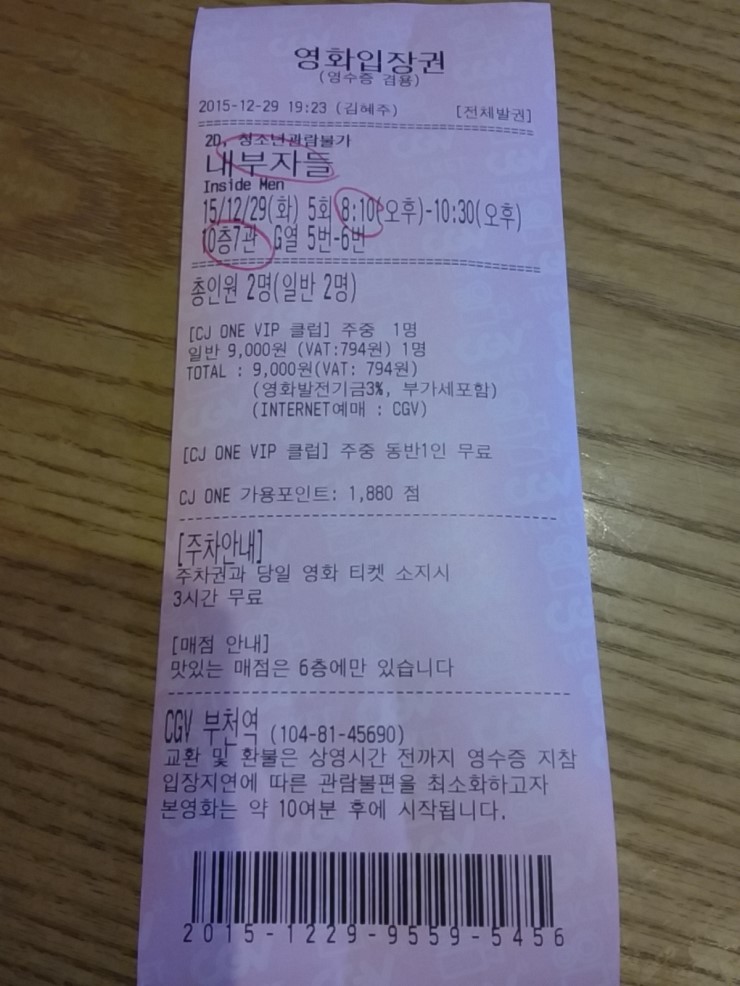 영화입장권
(영수증 겸용)
2015-12-29 19:23 (김혜주) [전체발권]
2D, 청소년관람불가
내부자들
Inside Men
15/12/29(화) 5회 8:10(오후)-10:30(오후)
10층7관 G열 5번-6번
총인원 2명(일반 2명)
[CJ ONE VIP 클럽] 주중 1명
일반 9,000원 (VAT:794원) 1명
TOTAL : 9,000원(VAT: 794원)
(영화발전기금3%, 부가세포함)
(INTERNET예매 : CGV)
[CJ ONE VIP 클럽] 주중 동반1인 무료
CJ ONE 가용포인트: 1,880 점
[주차안내]
주차권과 당일 영화 티켓 소지시
3시간 무료
[매점 안내]
맛있는 매점은 6층에만 있습니다
CGV 부천역 (104-81-45690)
교환 및 환불은 상영시간 전까지 영수증 지참
입장지연에 따른 관람불편을 최소화하고자
본영화는 약 10여분 후에 시작됩니다.
2015-1229-9559-5456